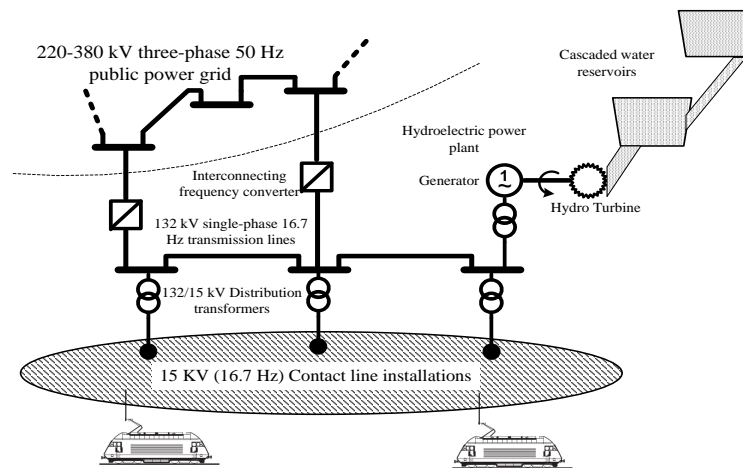 220-380 kV three-phase 50 Hz
public power grid
Cascaded water
reservoirs
Hydroelectric power
plant
Interconnecting
frequency converter
Generator
1
~
Hydro Turbine
132 kV single-phase 16.7
Hz transmission lines
132/15 kV Distribution
transformers
15 KV (16.7 Hz) Contact line installations